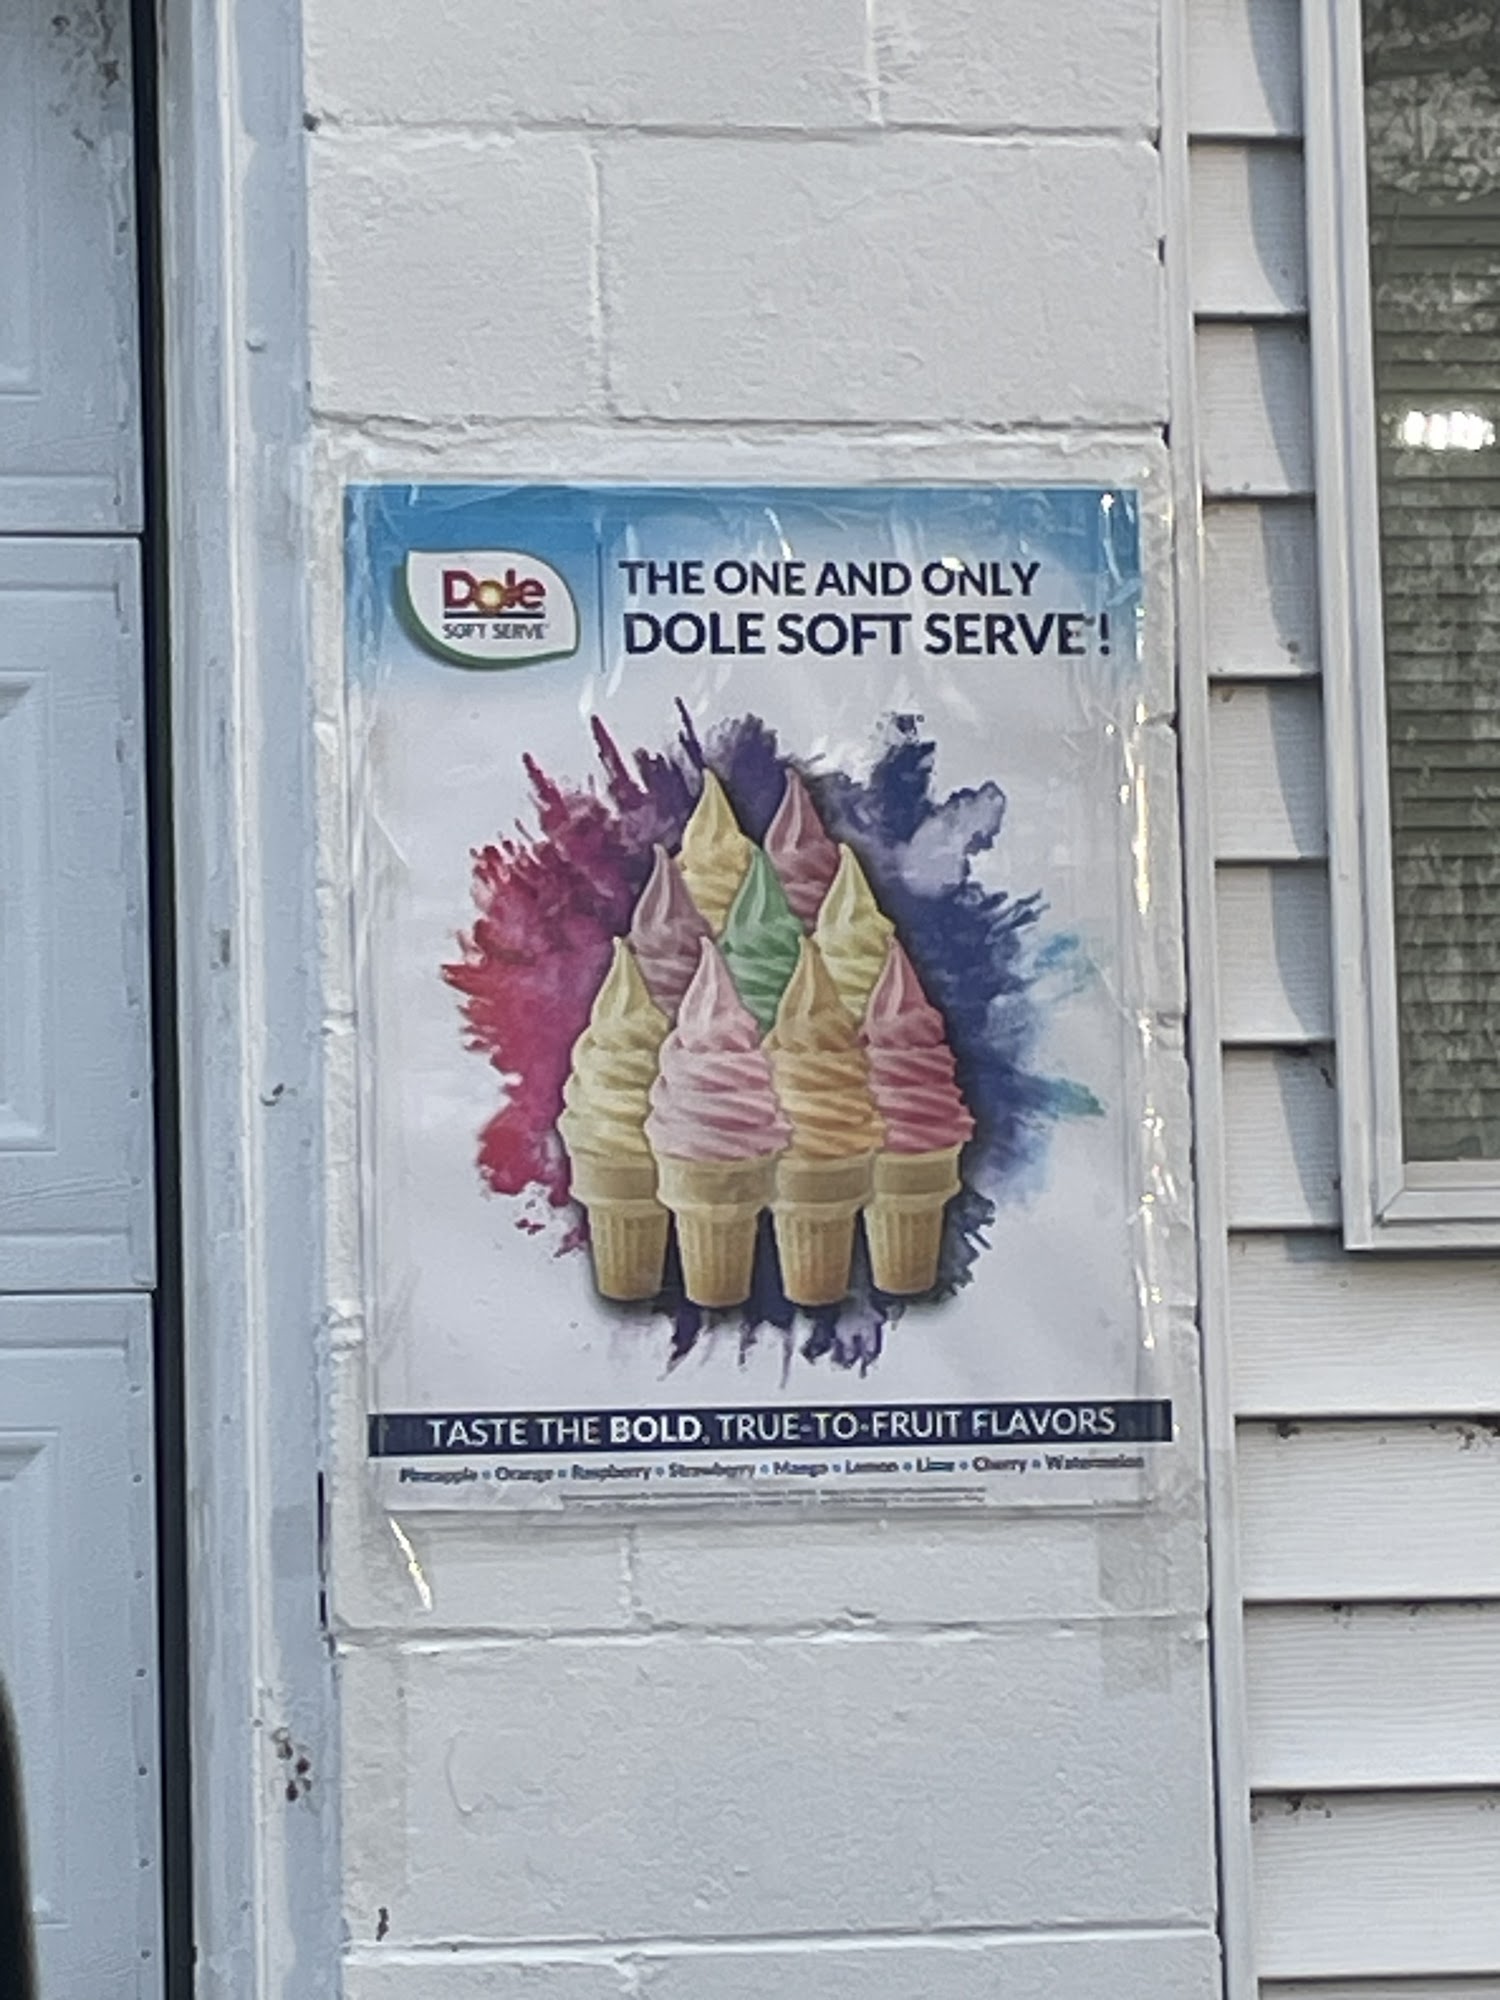 Dole
SOFT SERVE
THE ONE AND ONLY
DOLE SOFT SERVE™!
TASTE THE BOLD, TRUE-TO-FRUIT FLAVORS
Pineapple • Orange • Raspberry • Strawberry • Mango • Lemon • Lime • Cherry • Watermelon